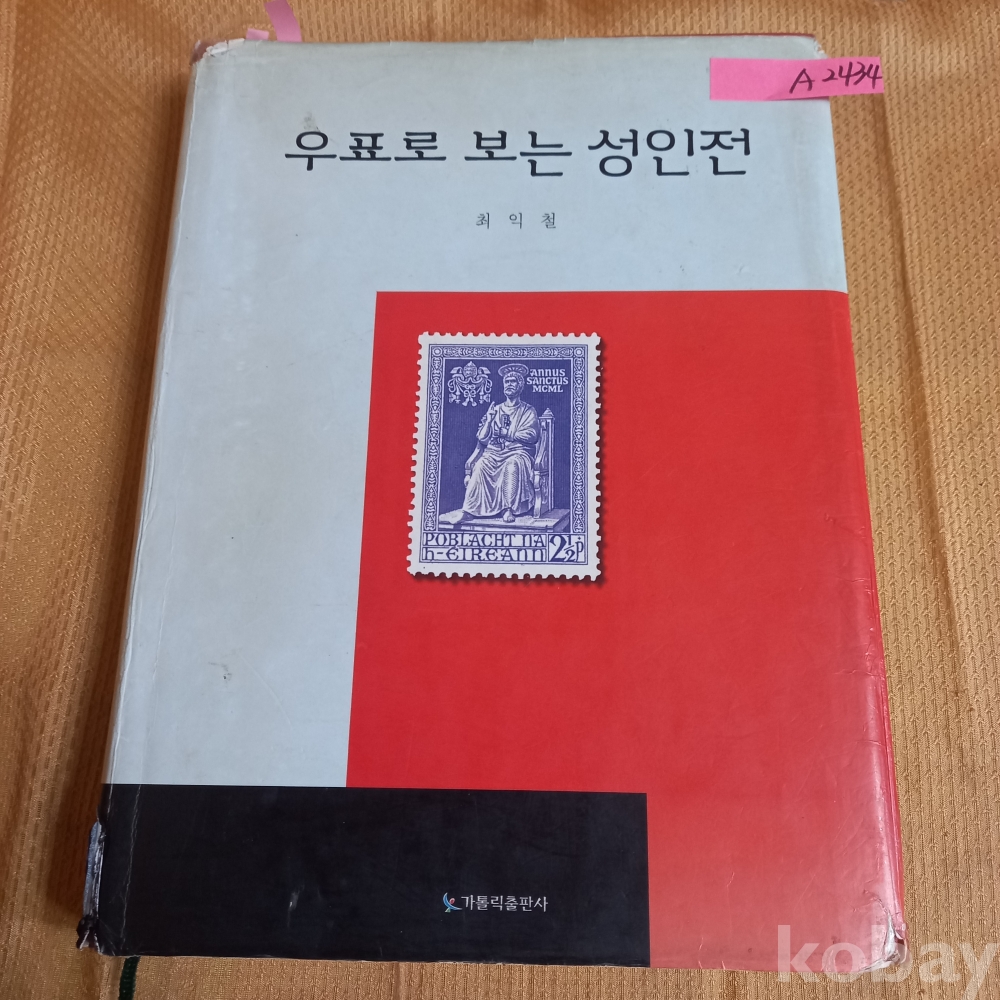 A2434
우표로 보는 성인전
최익철
ANNUS
SANCTUS
MCML
POBLACHT NA
h-ÉIREANN 2½p
가톨릭출판사
kobay